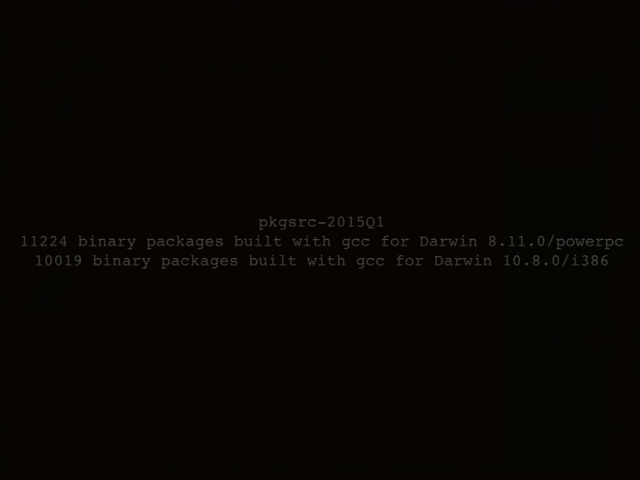 pkgsrc-2015Q1
11224 binary packages built with gcc for Darwin 8.11.0/powerpc
10019 binary packages built with gcc for Darwin 10.8.0/i386